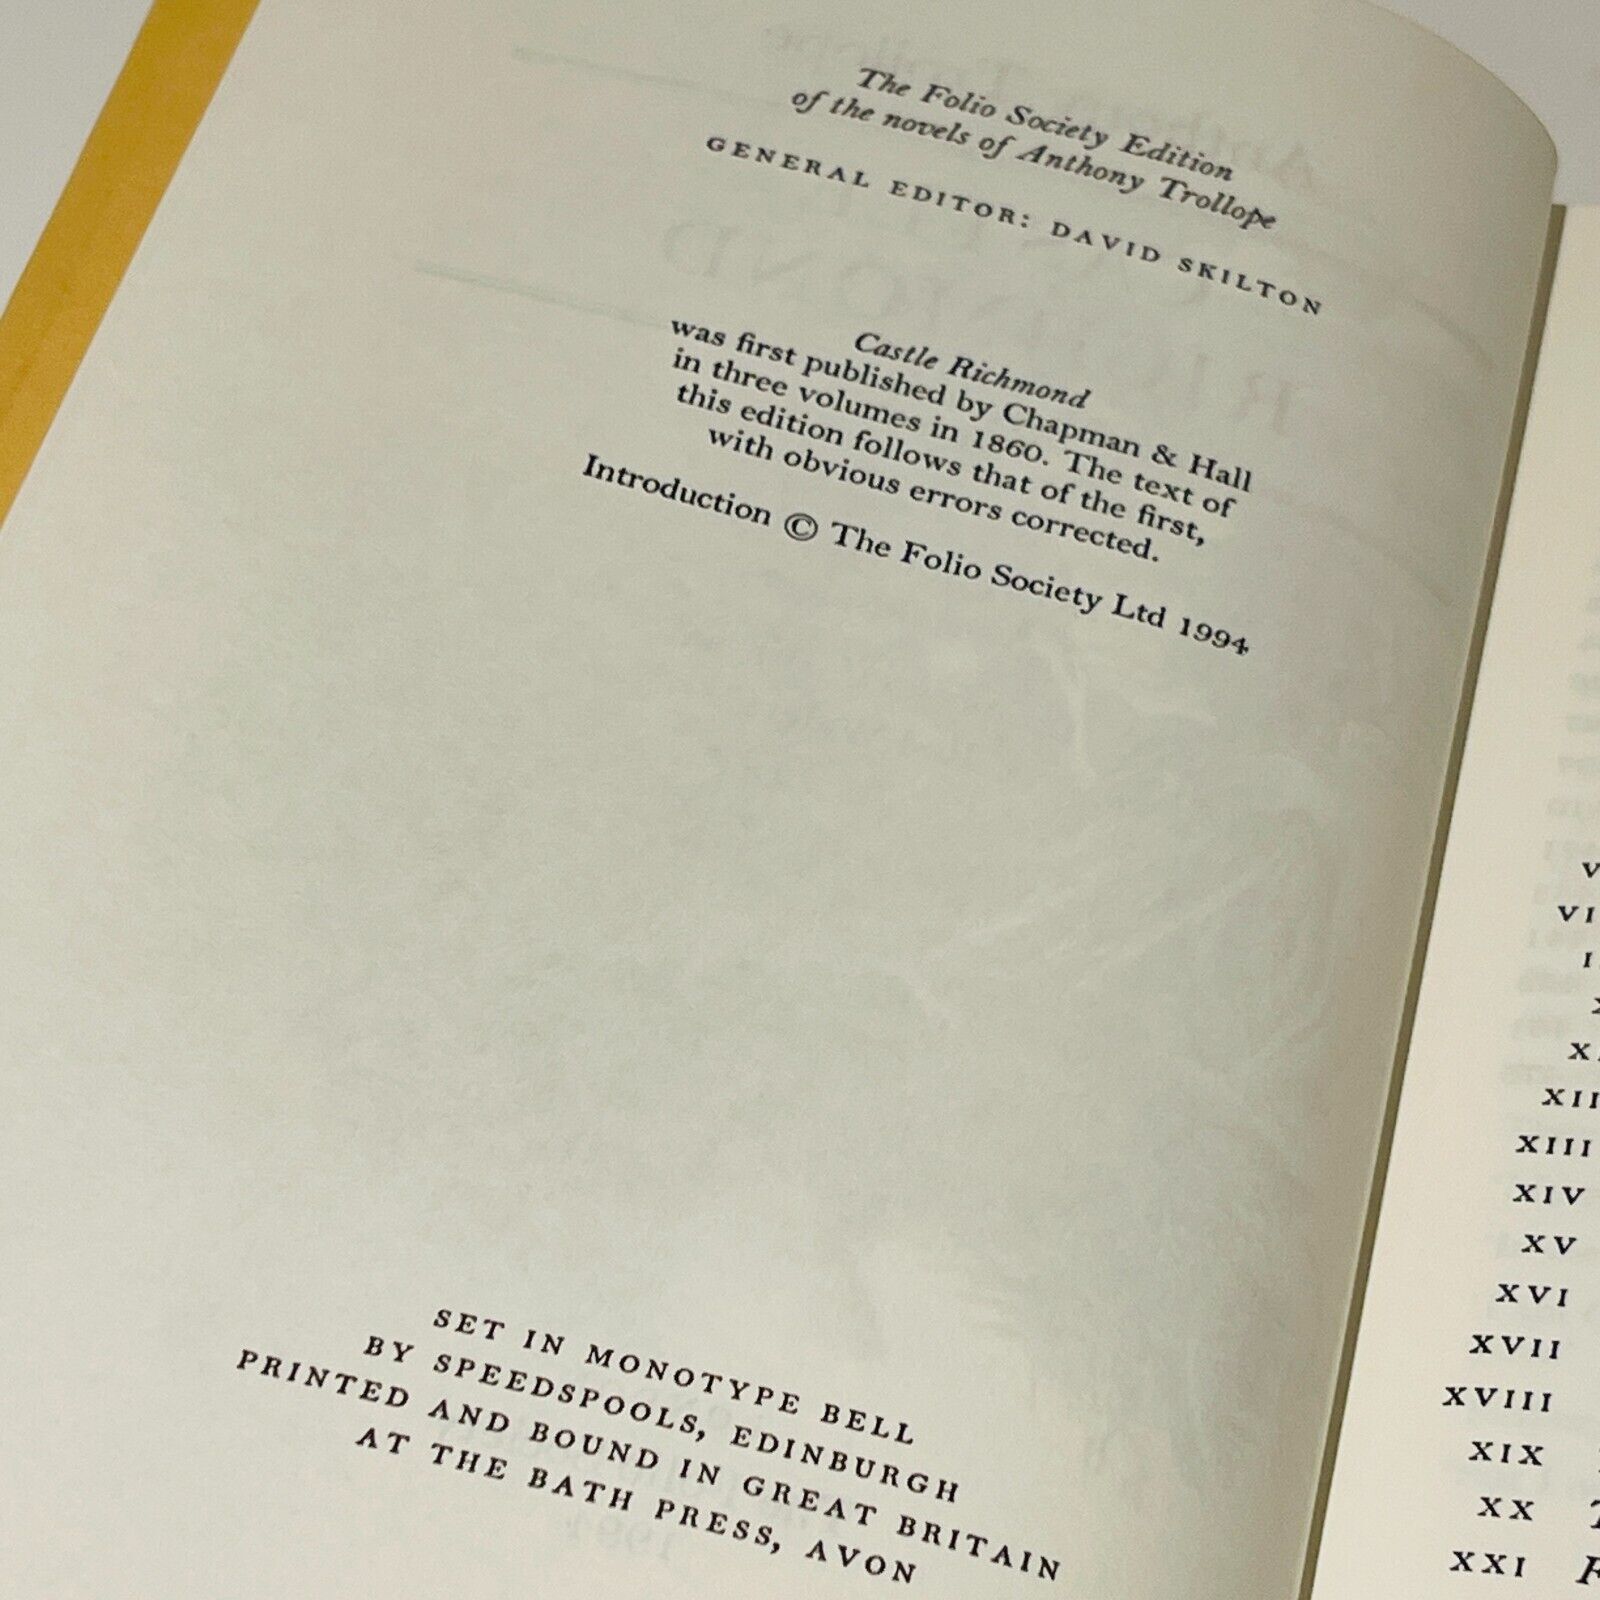 The Folio Society Edition
of the novels of Anthony Trollope
GENERAL EDITOR: DAVID SKILTON
Castle Richmond
was first published by Chapman & Hall
in three volumes in 1860. The text of
this edition follows that of the first,
with obvious errors corrected.
Introduction © The Folio Society Ltd 1994
SET IN MONOTYPE BELL
BY SPEEDSPOOLS, EDINBURGH
PRINTED AND BOUND IN GREAT BRITAIN
AT THE BATH PRESS, AVON
XIII
XIV
XV
XVI
XVII
XVIII
XIX
XX
XXI